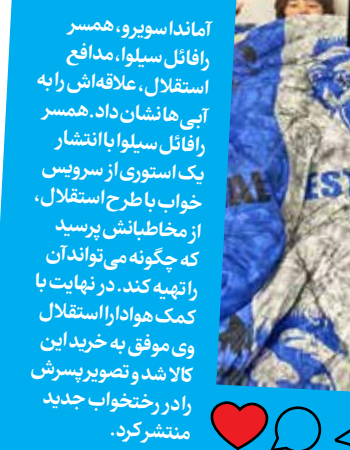 آماندا سوبرو، همسر
رافائل سیلوا، مدافع
استقلال، علاقه‌اش را به
آبی‌ها نشان داد. همسر
رافائل سیلوا با انتشار
یک استوری از سرویس
خواب با طرح استقلال،
از مخاطبانش پرسید
که چگونه می‌تواند آن
را تهیه کند. در نهایت با
کمک هوادارا استقلال
وی موفق به خرید این
کالا شد و تصویر پسرش
را در رختخواب جدید
منتشر کرد.
EST